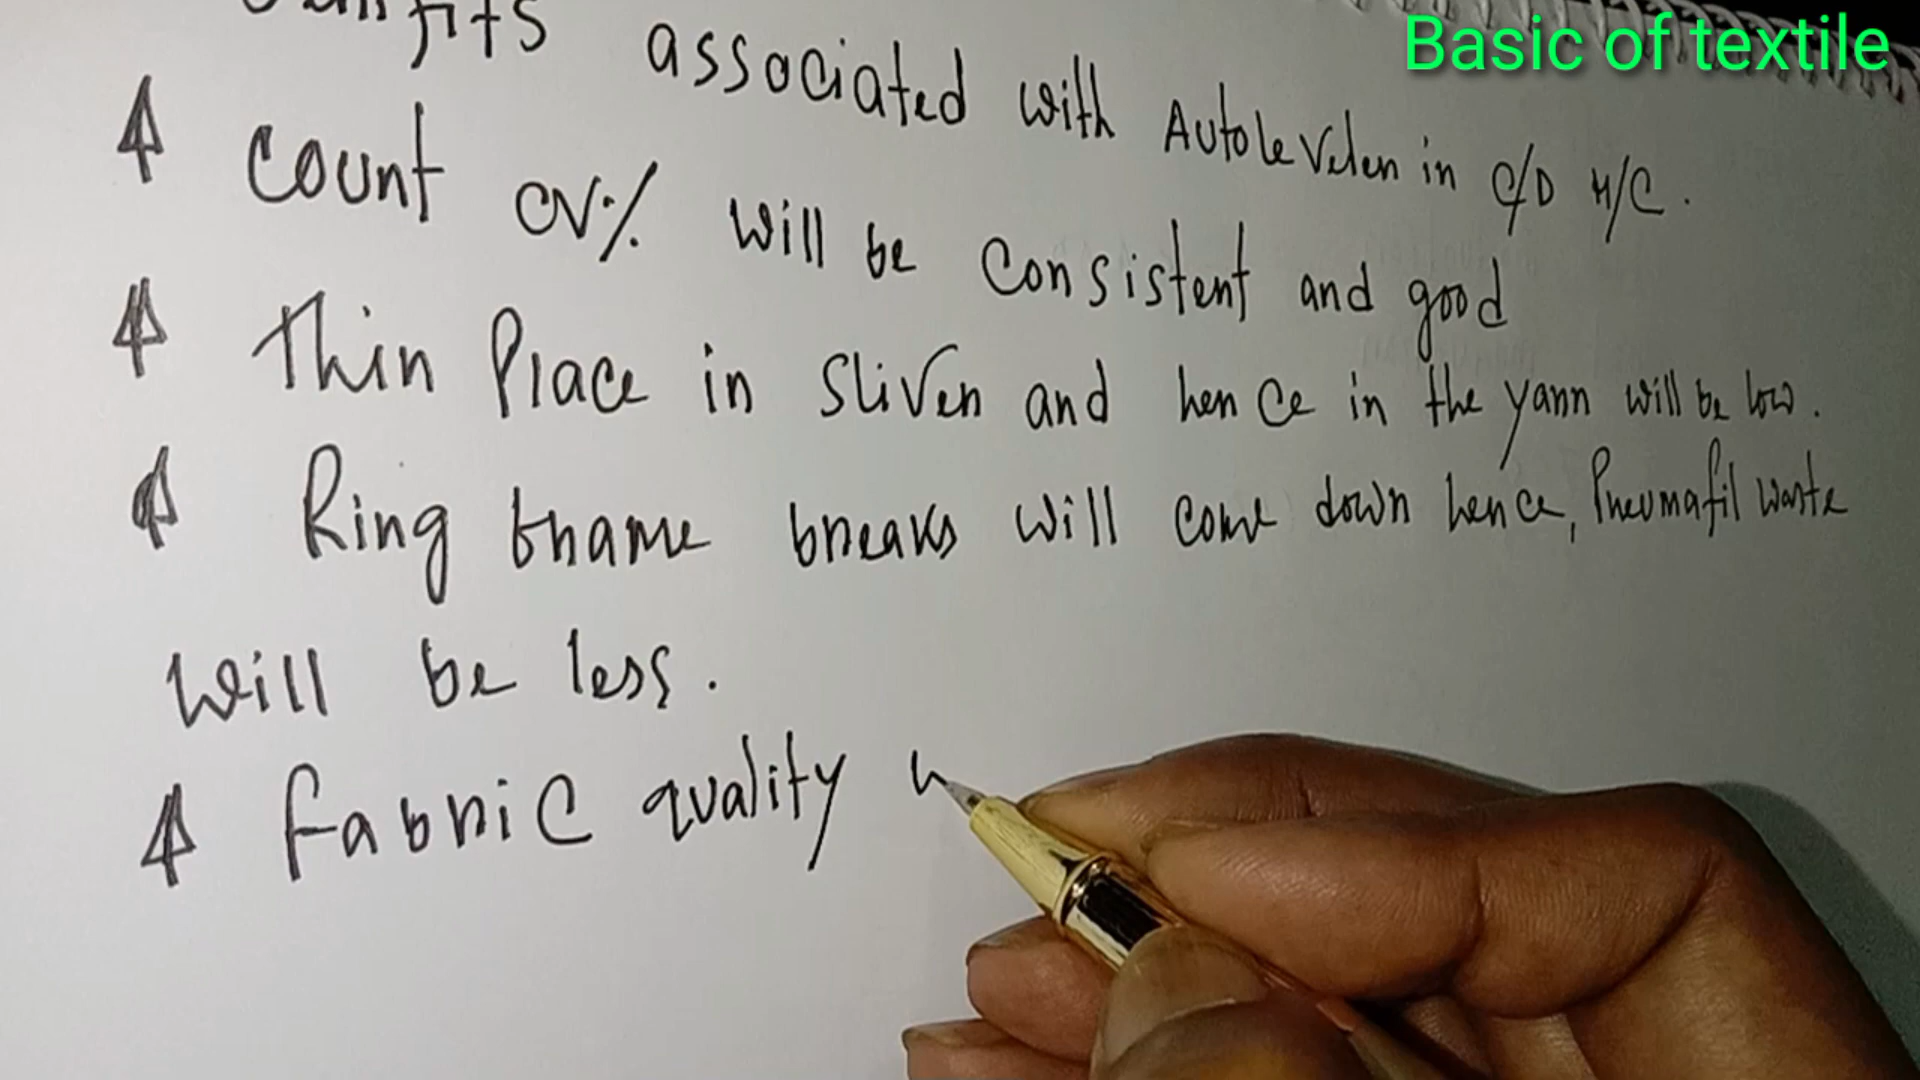 Basic of textile
associated with Autoleveler in C/D M/C.
Count CV% will be Consistent and good
Thin Place in Sliver and hence in the yarn will be low.
Ring frame breaks will come down hence, Pneumafil waste
will be less.
fabric quality